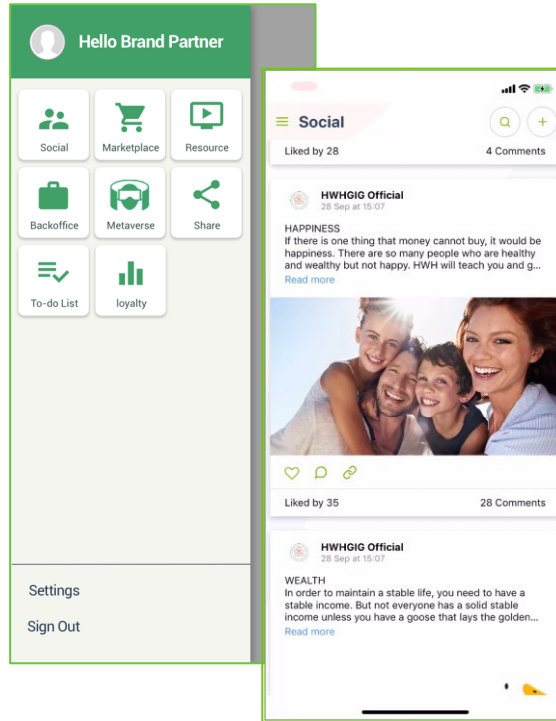 Hello Brand Partner
Social
Marketplace
Resource
Backoffice
Metaverse
Share
To-do List
loyalty
Settings
Sign Out
Social
Liked by 28
4 Comments
HWHGIG Official
28 Sep at 15:07
HAPPINESS
If there is one thing that money cannot buy, it would be
happiness. There are so many people who are healthy
and wealthy but not happy. HWH will teach you and g...
Read more
Liked by 35
28 Comments
HWHGIG Official
28 Sep at 15:07
WEALTH
In order to maintain a stable life, you need to have a
stable income. But not everyone has a solid stable
income unless you have a goose that lays the golden...
Read more